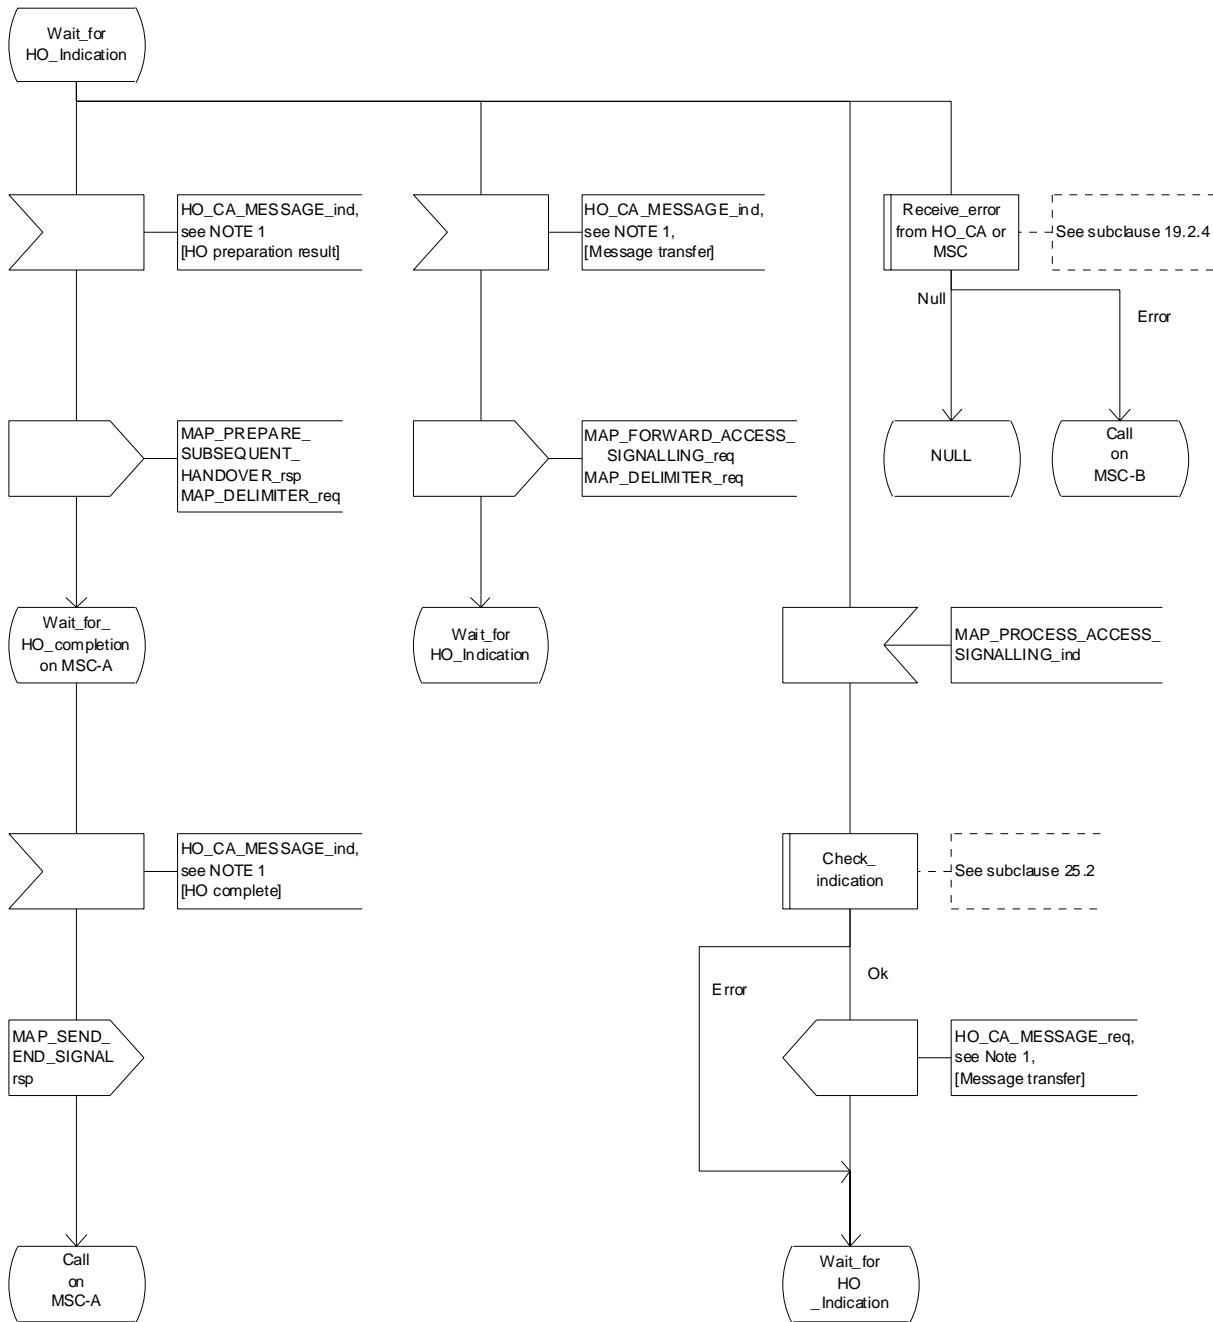 Wait_for
HO_Indication
HO_CA_MESSAGE_ind,
see NOTE 1
[HO preparation result]
HO_CA_MESSAGE_ind,
see NOTE 1,
[Message transfer]
Receive_error
from HO_CA or
MSC
See subclause 19.2.4
Null
Error
MAP_PREPARE_
SUBSEQUENT_
HANDOVER_rsp
MAP_DELIMITER_req
MAP_FORWARD_ACCESS_
SIGNALLING_req
MAP_DELIMITER_req
NULL
Call
on
MSC-B
Wait_for_
HO_completion
on MSC-A
Wait_for
HO_Indication
MAP_PROCESS_ACCESS_
SIGNALLING_ind
HO_CA_MESSAGE_ind,
see NOTE 1
[HO complete]
Check_
indication
See subclause 25.2
Error
Ok
MAP_SEND_
END_SIGNAL
rsp
HO_CA_MESSAGE_req,
see Note 1,
[Message transfer]
Call
on
MSC-A
Wait_for
HO
_Indication